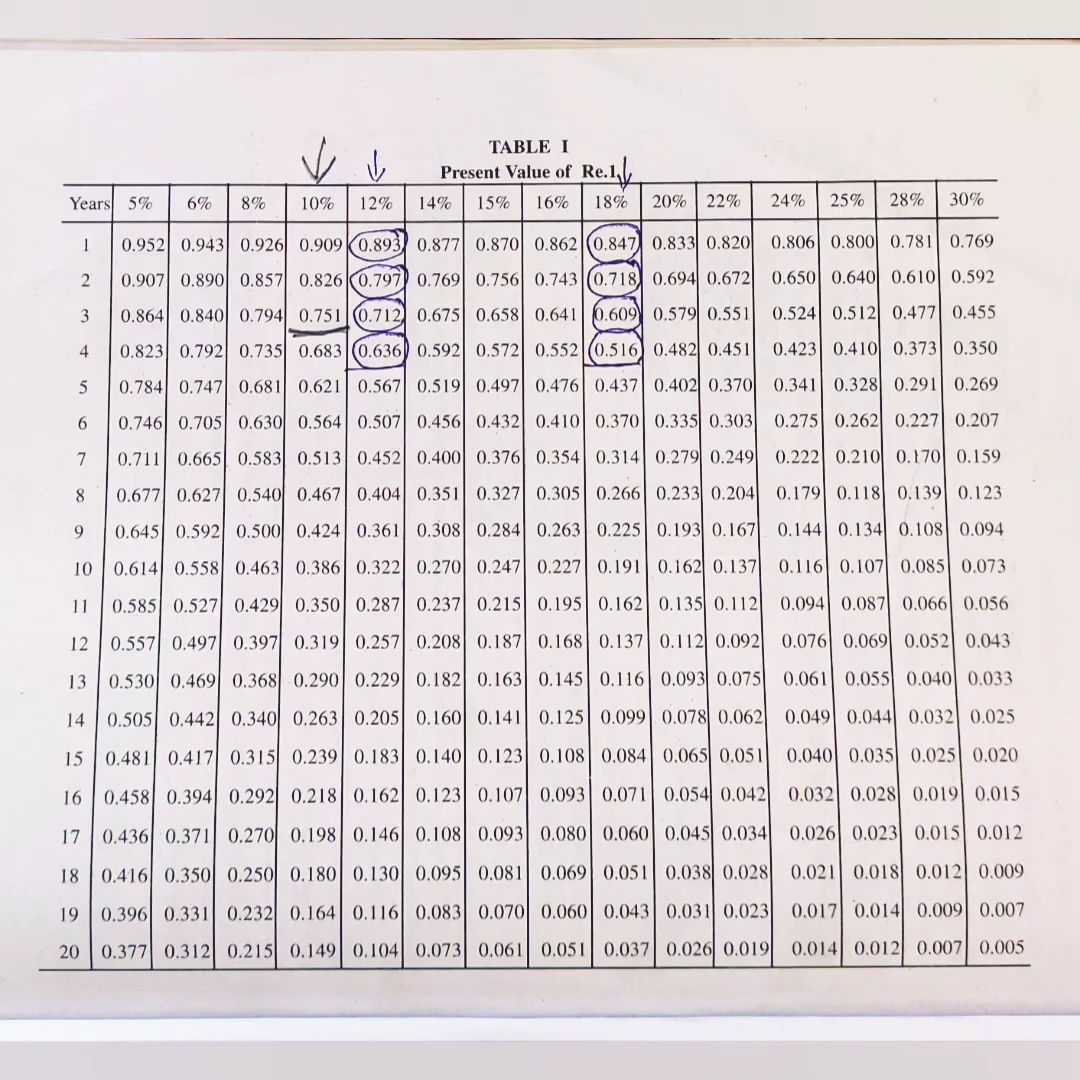 TABLE I
Present Value of Re.1
Years 5% 6% 8% 10% 12% 14% 15% 16% 18% 20% 22% 24% 25% 28% 30%
1 0.952 0.943 0.926 0.909 0.893 0.877 0.870 0.862 0.847 0.833 0.820 0.806 0.800 0.781 0.769
2 0.907 0.890 0.857 0.826 0.797 0.769 0.756 0.743 0.718 0.694 0.672 0.650 0.640 0.610 0.592
3 0.864 0.840 0.794 0.751 0.712 0.675 0.658 0.641 0.609 0.579 0.551 0.524 0.512 0.477 0.455
4 0.823 0.792 0.735 0.683 0.636 0.592 0.572 0.552 0.516 0.482 0.451 0.423 0.410 0.373 0.350
5 0.784 0.747 0.681 0.621 0.567 0.519 0.497 0.476 0.437 0.402 0.370 0.341 0.328 0.291 0.269
6 0.746 0.705 0.630 0.564 0.507 0.456 0.432 0.410 0.370 0.335 0.303 0.275 0.262 0.227 0.207
7 0.711 0.665 0.583 0.513 0.452 0.400 0.376 0.354 0.314 0.279 0.249 0.222 0.210 0.170 0.159
8 0.677 0.627 0.540 0.467 0.404 0.351 0.327 0.305 0.266 0.233 0.204 0.179 0.118 0.139 0.123
9 0.645 0.592 0.500 0.424 0.361 0.308 0.284 0.263 0.225 0.193 0.167 0.144 0.134 0.108 0.094
10 0.614 0.558 0.463 0.386 0.322 0.270 0.247 0.227 0.191 0.162 0.137 0.116 0.107 0.085 0.073
11 0.585 0.527 0.429 0.350 0.287 0.237 0.215 0.195 0.162 0.135 0.112 0.094 0.087 0.066 0.056
12 0.557 0.497 0.397 0.319 0.257 0.208 0.187 0.168 0.137 0.112 0.092 0.076 0.069 0.052 0.043
13 0.530 0.469 0.368 0.290 0.229 0.182 0.163 0.145 0.116 0.093 0.075 0.061 0.055 0.040 0.033
14 0.505 0.442 0.340 0.263 0.205 0.160 0.141 0.125 0.099 0.078 0.062 0.049 0.044 0.032 0.025
15 0.481 0.417 0.315 0.239 0.183 0.140 0.123 0.108 0.084 0.065 0.051 0.040 0.035 0.025 0.020
16 0.458 0.394 0.292 0.218 0.162 0.123 0.107 0.093 0.071 0.054 0.042 0.032 0.028 0.019 0.015
17 0.436 0.371 0.270 0.198 0.146 0.108 0.093 0.080 0.060 0.045 0.034 0.026 0.023 0.015 0.012
18 0.416 0.350 0.250 0.180 0.130 0.095 0.081 0.069 0.051 0.038 0.028 0.021 0.018 0.012 0.009
19 0.396 0.331 0.232 0.164 0.116 0.083 0.070 0.060 0.043 0.031 0.023 0.017 0.014 0.009 0.007
20 0.377 0.312 0.215 0.149 0.104 0.073 0.061 0.051 0.037 0.026 0.019 0.014 0.012 0.007 0.005